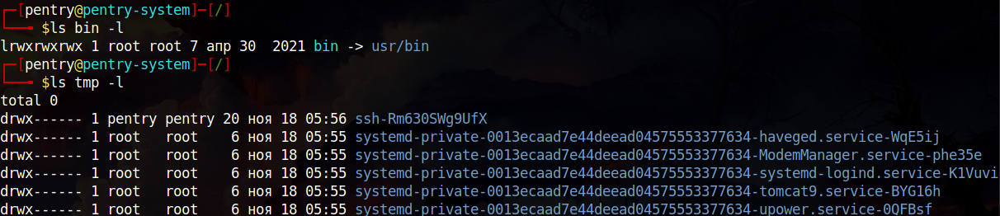 ┌─[pentry@pentry-system]─[/]
└──╼ $ls bin -l
lrwxrwxrwx 1 root root 7 апр 30  2021 bin -> usr/bin
┌─[pentry@pentry-system]─[/]
└──╼ $ls tmp -l
total 0
drwx------ 1 pentry pentry 20 ноя 18 05:56 ssh-Rm630SWg9UfX
drwx------ 1 root   root    6 ноя 18 05:55 systemd-private-0013ecaad7e44deead04575553377634-haveged.service-WqE5ij
drwx------ 1 root   root    6 ноя 18 05:55 systemd-private-0013ecaad7e44deead04575553377634-ModemManager.service-phe35e
drwx------ 1 root   root    6 ноя 18 05:55 systemd-private-0013ecaad7e44deead04575553377634-systemd-logind.service-K1Vuvi
drwx------ 1 root   root    6 ноя 18 05:55 systemd-private-0013ecaad7e44deead04575553377634-tomcat9.service-BYG16h
drwx------ 1 root   root    6 ноя 18 05:55 systemd-private-0013ecaad7e44deead04575553377634-upower.service-0QFBsf